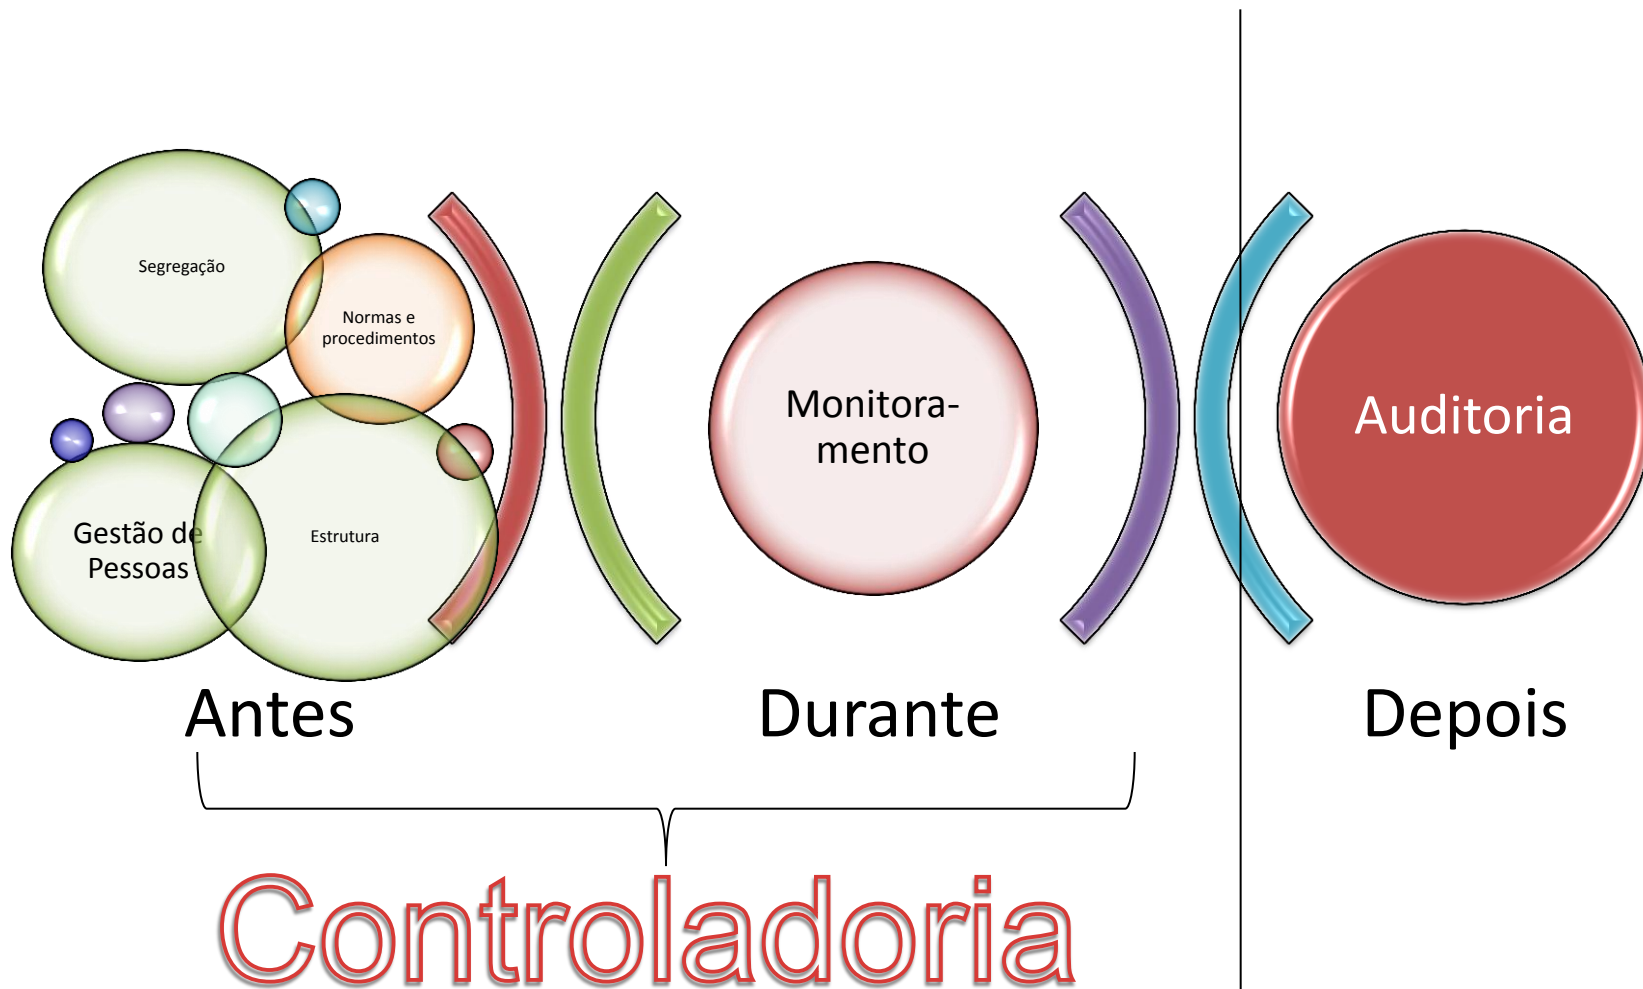 Segregação
Normas e
procedimentos
Gestão de
Pessoas
Estrutura
Monitora-
mento
Auditoria
Antes
Durante
Depois
Controladoria